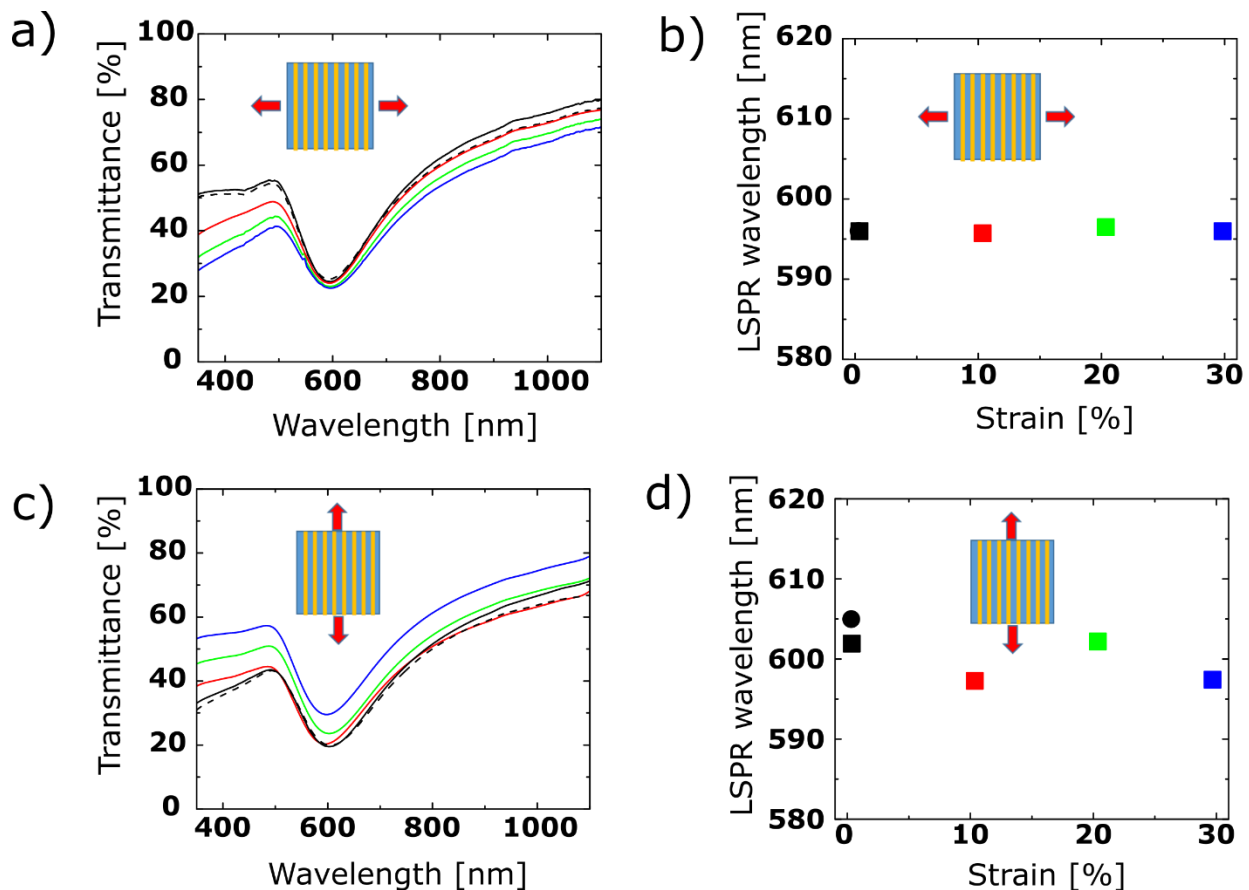 a)
Transmittance [%]
100
80
60
40
20
0
400 600 800 1000
Wavelength [nm]
b)
LSPR wavelength [nm]
620
610
600
590
580
0 10 20 30
Strain [%]
c)
Transmittance [%]
100
80
60
40
20
0
400 600 800 1000
Wavelength [nm]
d)
LSPR wavelength [nm]
620
610
600
590
580
0 10 20 30
Strain [%]